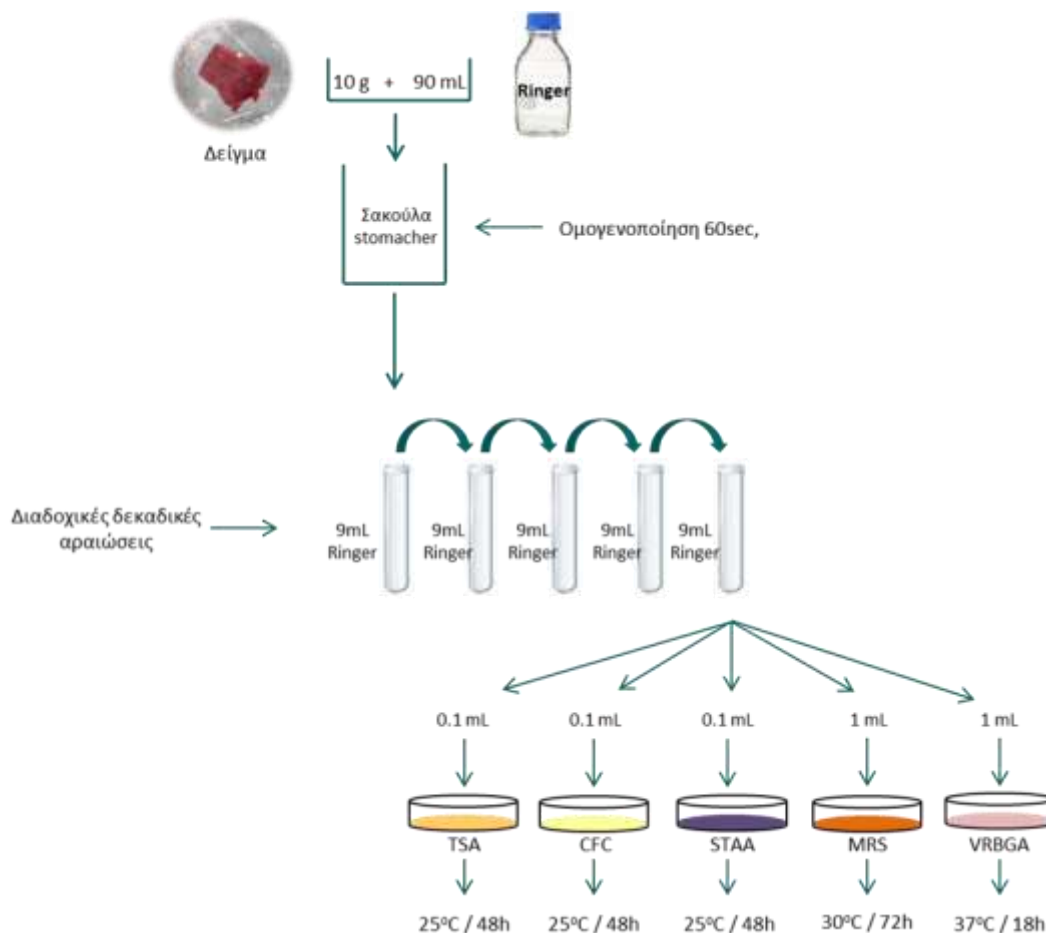 10 g + 90 mL
Ringer
Δείγμα
Σακούλα
stomacher
Ομογενοποίηση 60sec,
Διαδοχικές δεκαδικές
αραιώσεις
9mL
Ringer
9mL
Ringer
9mL
Ringer
9mL
Ringer
9mL
Ringer
0.1 mL
0.1 mL
0.1 mL
1 mL
1 mL
TSA
CFC
STAA
MRS
VRBGA
25ºC / 48h
25ºC / 48h
25ºC / 48h
30ºC / 72h
37ºC / 18h